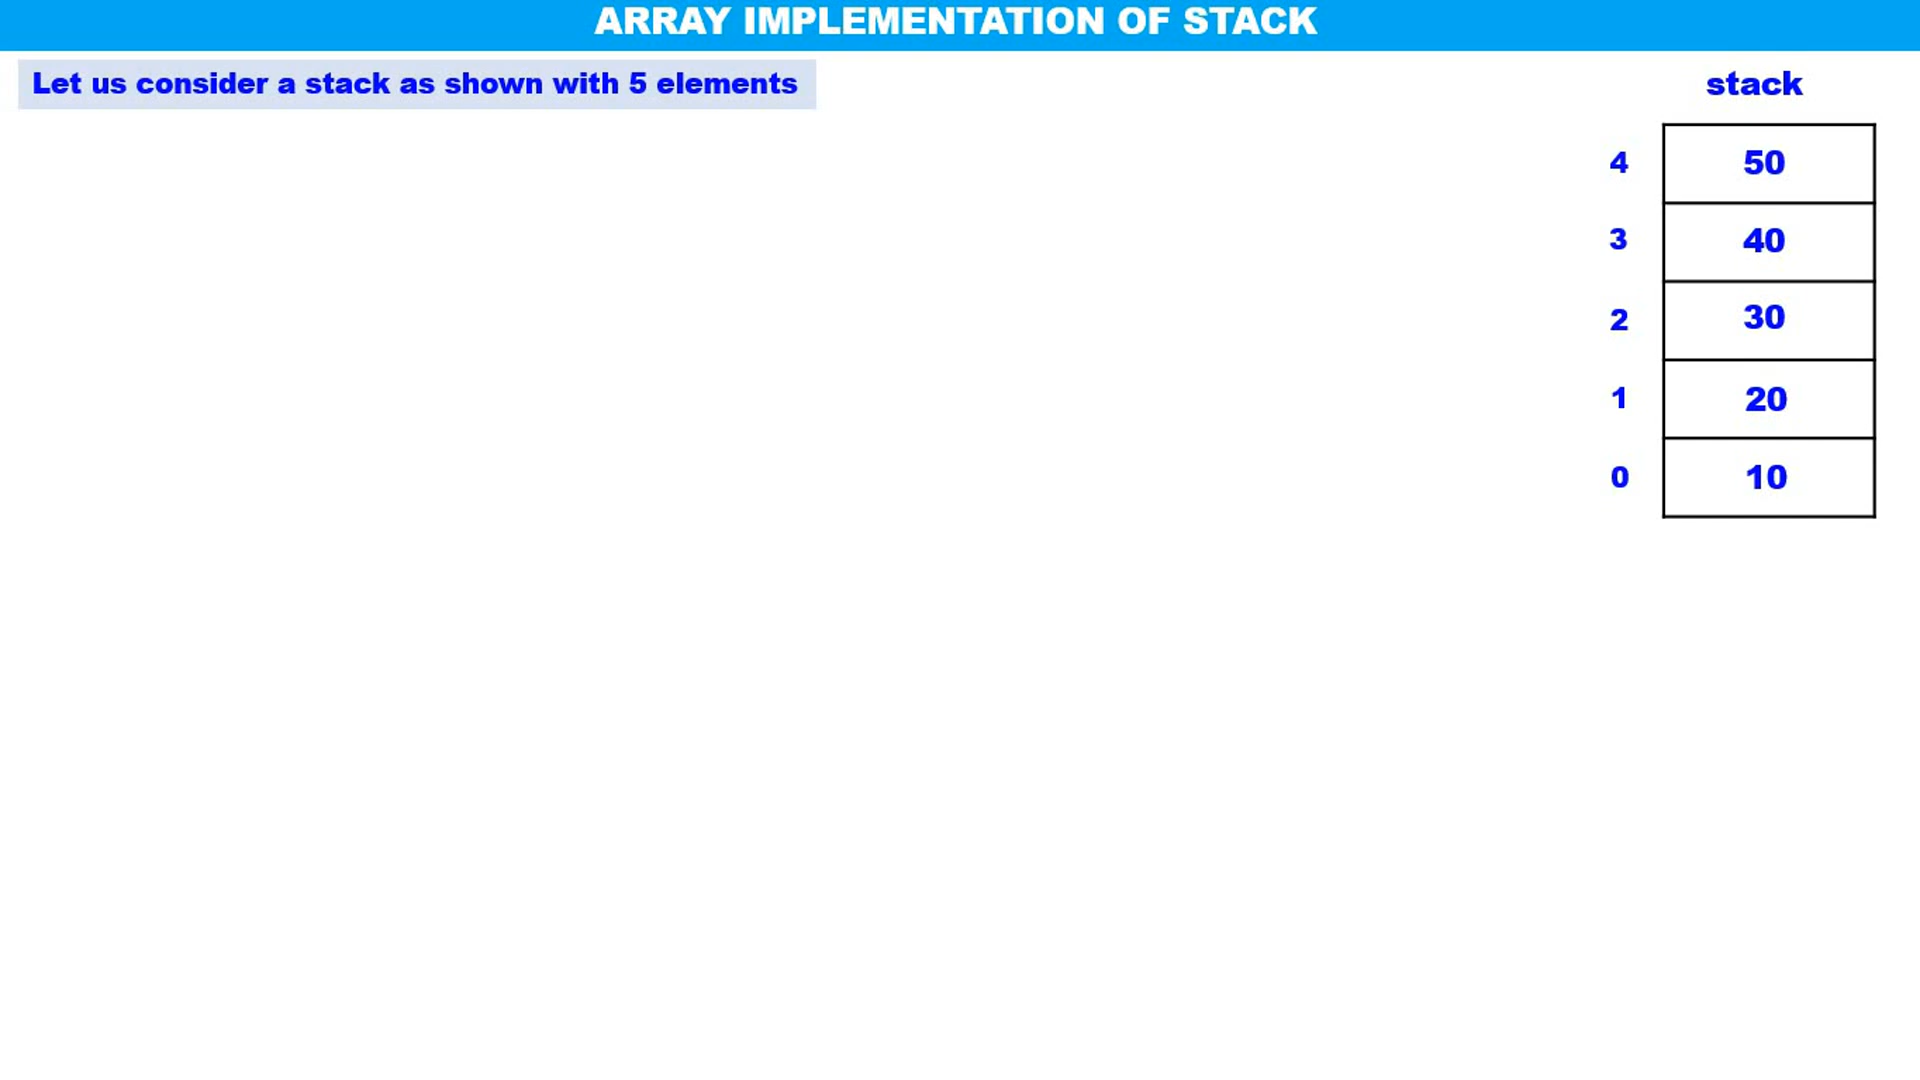 ARRAY IMPLEMENTATION OF STACK
Let us consider a stack as shown with 5 elements
stack
4 50
3 40
2 30
1 20
0 10